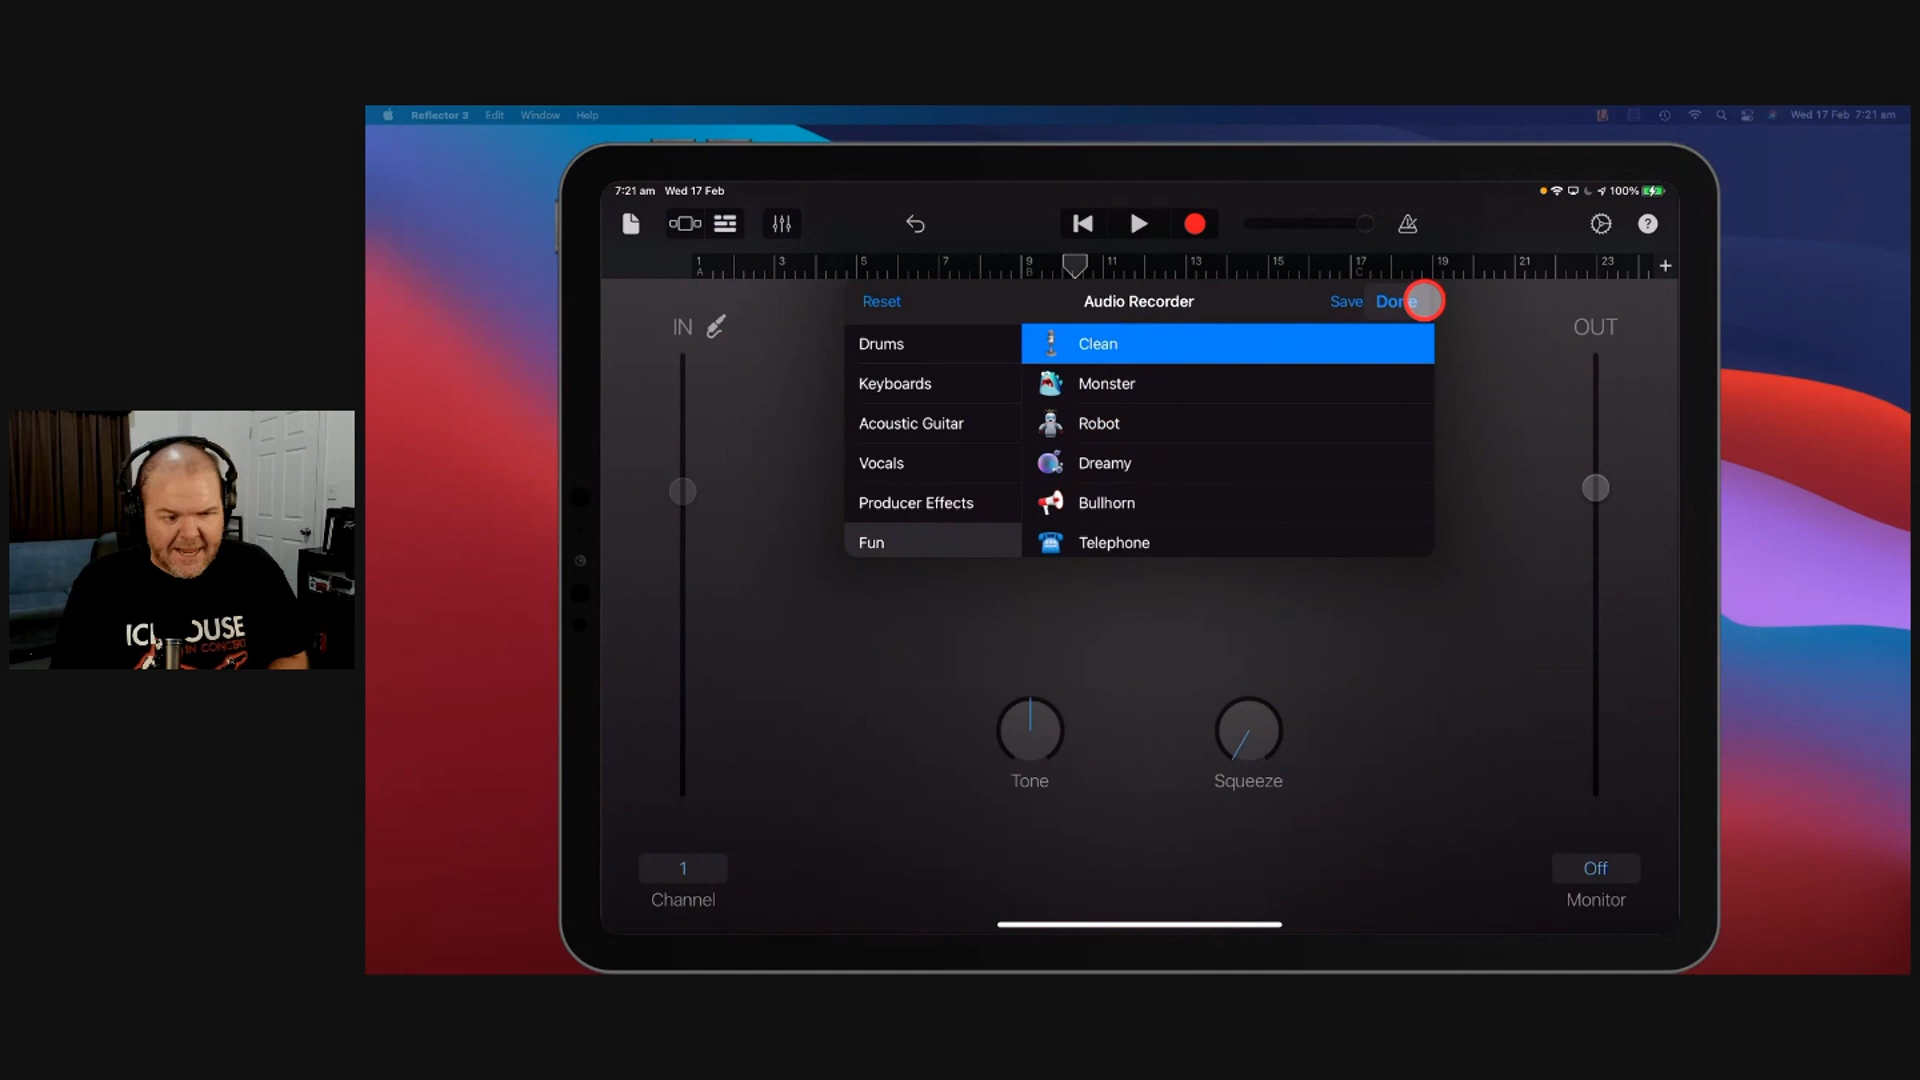 Reflector 3 Edit Window Help Wed 17 Feb 7:21 am
7:21 am Wed 17 Feb 100%
?
1 3 5 7 9 11 13 15 17 19 21 23 +
A B C
Reset Audio Recorder Save Done
IN OUT
Drums Clean
Keyboards Monster
Acoustic Guitar Robot
Vocals Dreamy
Producer Effects Bullhorn
Fun Telephone
IN CONCERT
Tone Squeeze
1 Off
Channel Monitor